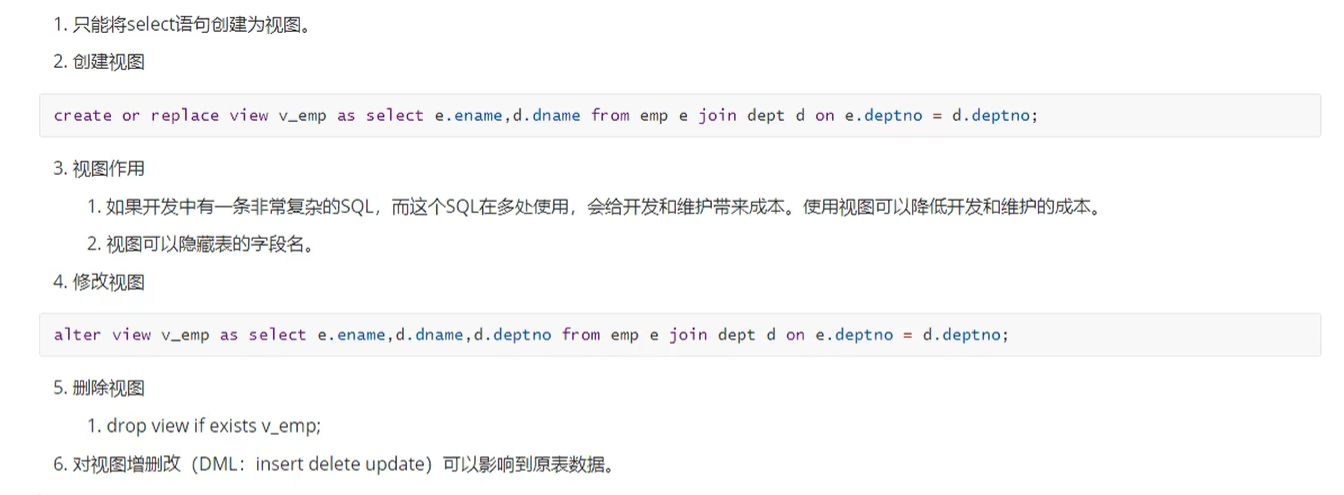 1. 只能将select语句创建为视图。
2. 创建视图
create or replace view v_emp as select e.ename,d.dname from emp e join dept d on e.deptno = d.deptno;
3. 视图作用
1. 如果开发中有一条非常复杂的SQL，而这个SQL在多处使用，会给开发和维护带来成本。使用视图可以降低开发和维护的成本。
2. 视图可以隐藏表的字段名。
4. 修改视图
alter view v_emp as select e.ename,d.dname,d.deptno from emp e join dept d on e.deptno = d.deptno;
5. 删除视图
1. drop view if exists v_emp;
6. 对视图增删改（DML：insert delete update）可以影响到原表数据。